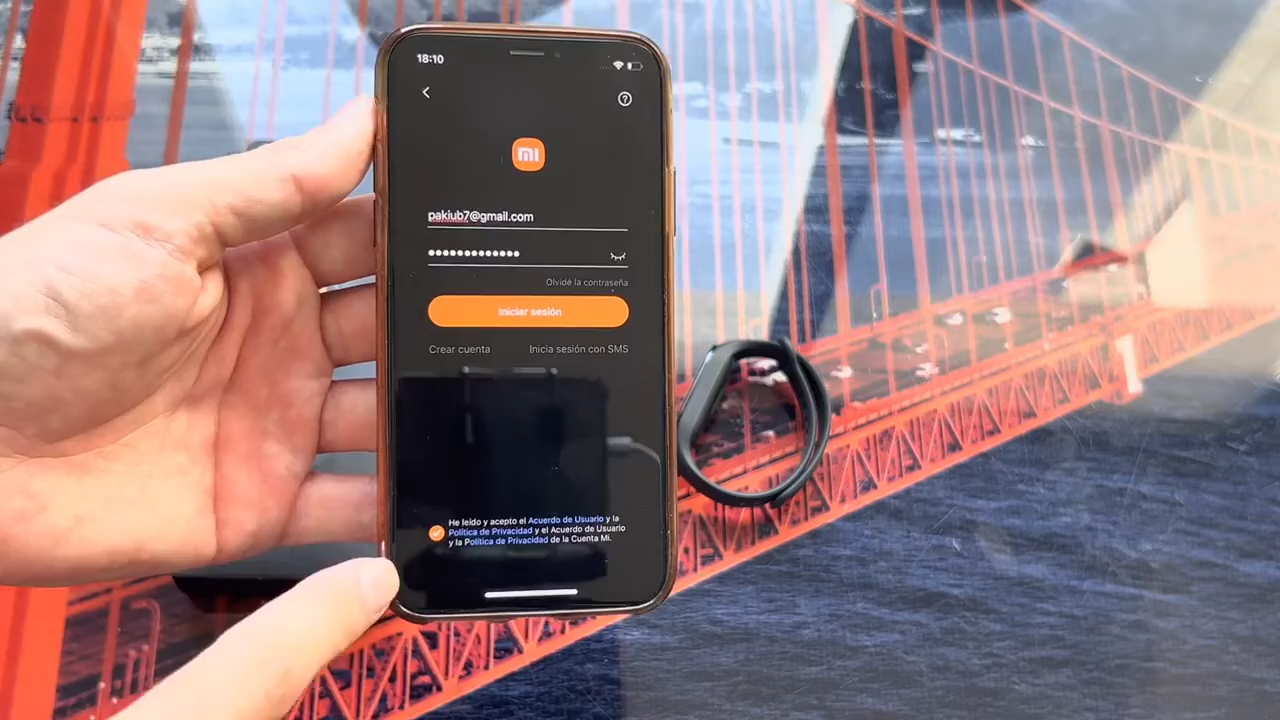 18:10
mi
pakiub7@gmail.com
Olvidé la contraseña
Iniciar sesión
Crear cuenta
Inicia sesión con SMS
He leído y acepto el Acuerdo de Usuario y la
Política de Privacidad y el Acuerdo de Usuario
y la Política de Privacidad de la Cuenta Mi.